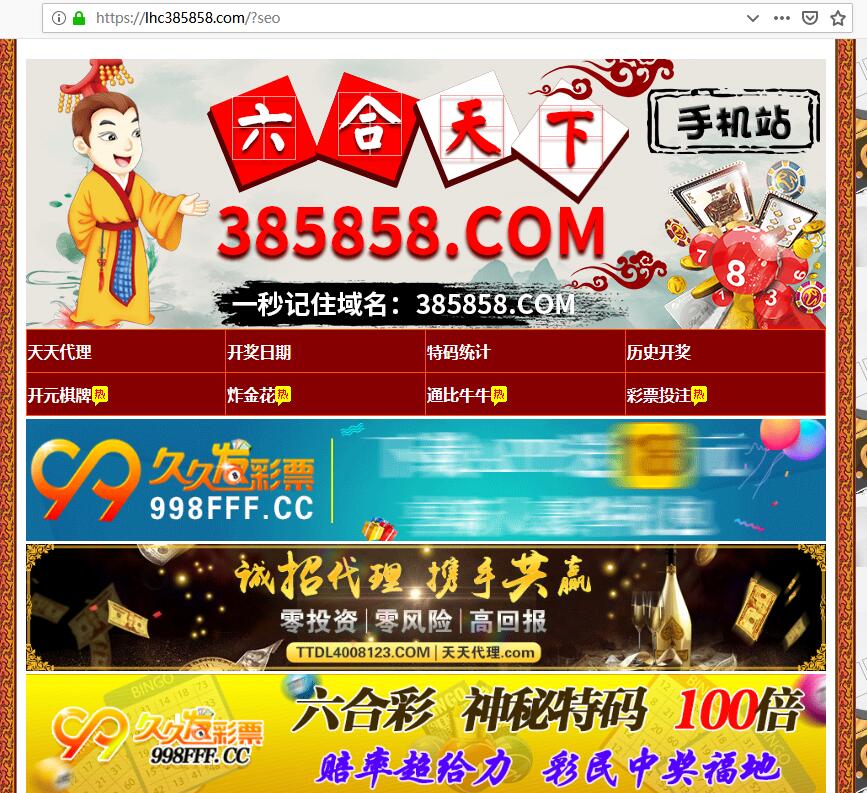 https://lhc385858.com/?seo
六合天下
手机站
385858.COM
一秒记住域名：385858.COM
8
7
6
1
3
天天代理 开奖日期 特码统计 历史开奖
开元棋牌热 炸金花热 通比牛牛热 彩票投注热
久久发彩票
998FFF.CC
诚招代理 携手共赢
零投资|零风险|高回报
TTDL4008123.COM | 天天代理.com
BINGO
六合彩 神秘特码 100倍
久久发彩票
998FFF.CC
赔率超给力 彩民中奖福地